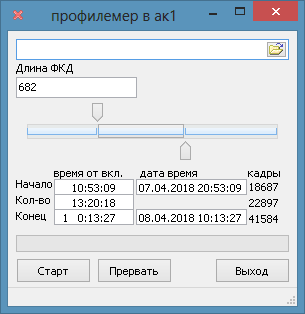 профилемер в ак1
Длина ФКД
682
время от вкл. дата время кадры
Начало 10:53:09 07.04.2018 20:53:09 18687
Кол-во 13:20:18 22897
Конец 1 0:13:27 08.04.2018 10:13:27 41584
Старт Прервать Выход